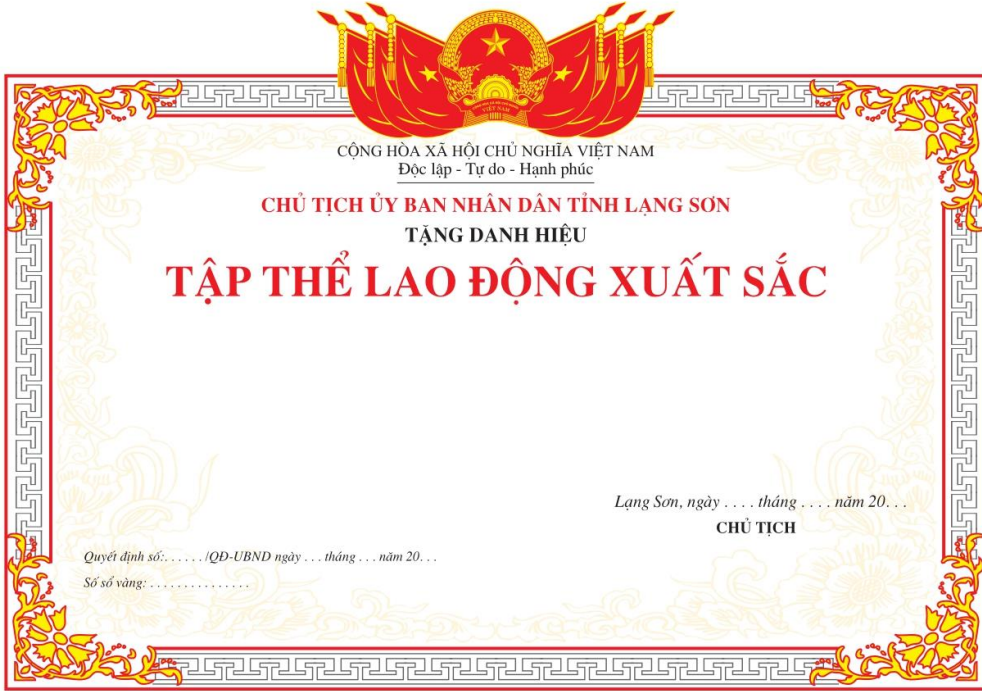 CỘNG HÒA XÃ HỘI CHỦ NGHĨA VIỆT NAM
Độc lập - Tự do - Hạnh phúc
CHỦ TỊCH ỦY BAN NHÂN DÂN TỈNH LẠNG SƠN
TẶNG DANH HIỆU
TẬP THỂ LAO ĐỘNG XUẤT SẮC
Lạng Sơn, ngày . . . . tháng . . . . năm 20. . .
CHỦ TỊCH
Quyết định số:. . . . . . /QĐ-UBND ngày . . . tháng . . . năm 20. . .
Số sổ vàng: . . . . . . . . . . . . . . .